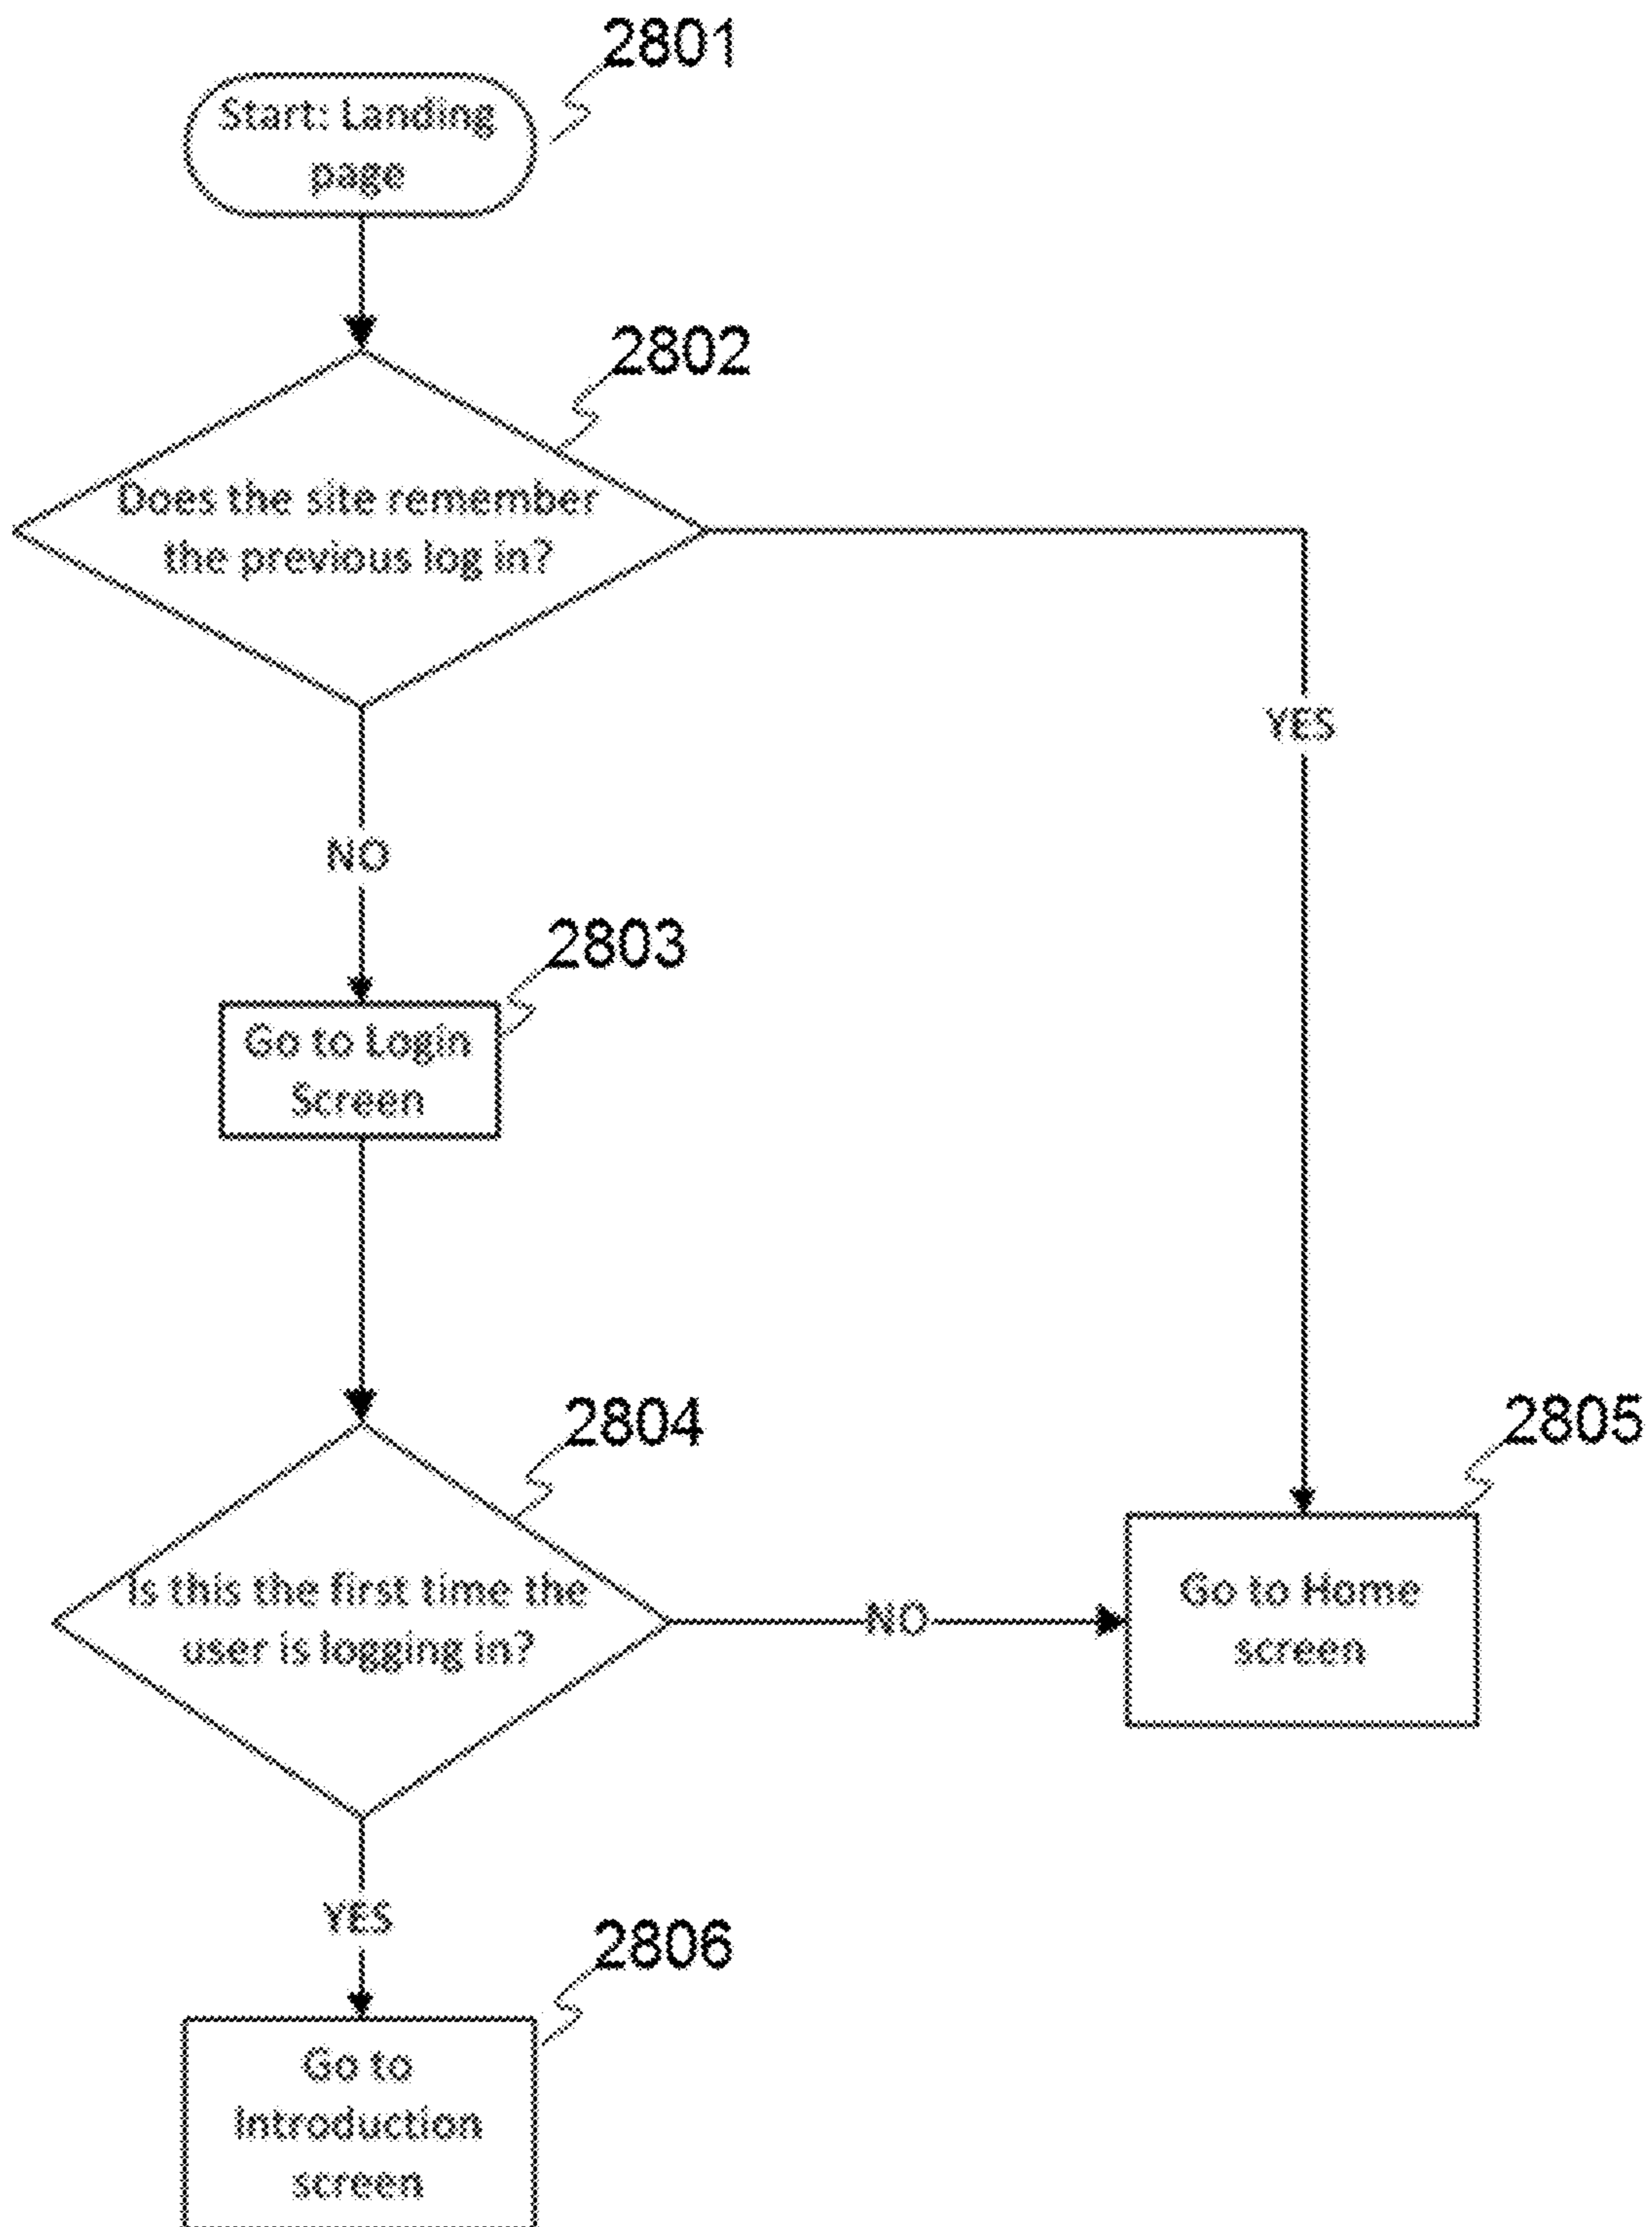 2801
Start: Landing
page
2802
Does the site remember
the previous log in?
YES
NO
2803
Go to Login
Screen
2804
2805
Is this the first time the
user is logging in?
NO
Go to Home
screen
YES
2806
Go to
Introduction
screen